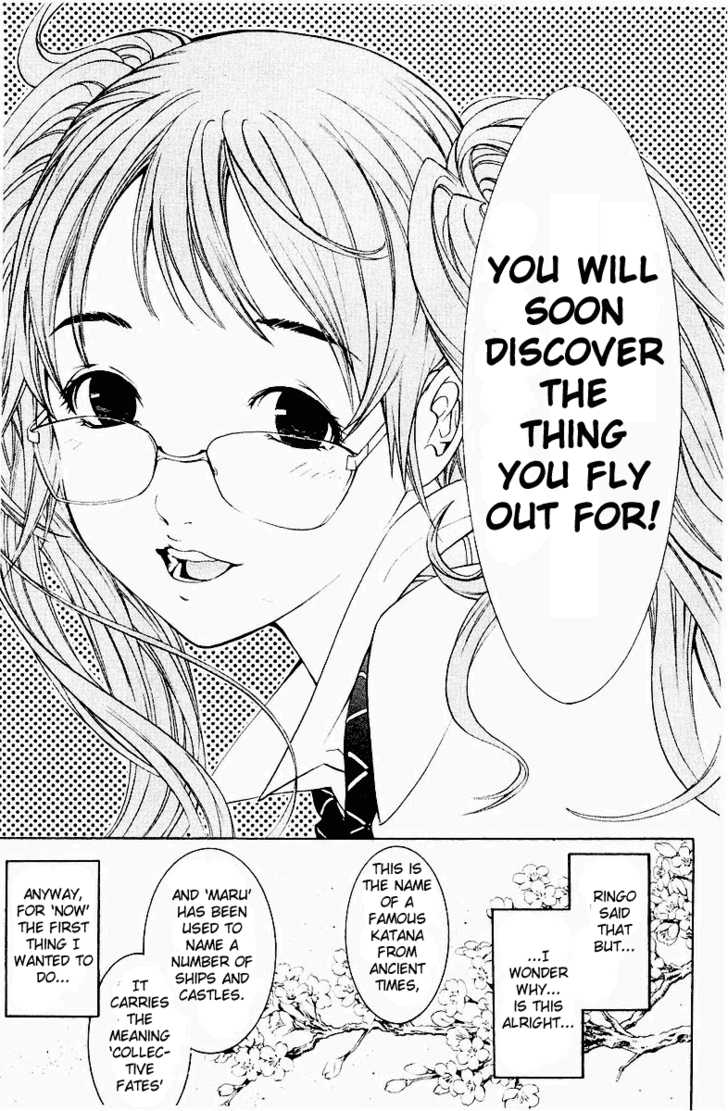 YOU WILL
SOON
DISCOVER
THE
THING
YOU FLY
OUT FOR!
RINGO
SAID
THAT
BUT...
...I
WONDER
WHY...
IS THIS
ALRIGHT...
THIS IS
THE NAME
OF A
FAMOUS
KATANA
FROM
ANCIENT
TIMES,
AND 'MARU'
HAS BEEN
USED TO
NAME A
NUMBER OF
SHIPS AND
CASTLES.
IT
CARRIES
THE
MEANING
'COLLEC-
TIVE
FATES'
ANYWAY,
FOR 'NOW'
THE FIRST
THING I
WANTED TO
DO...